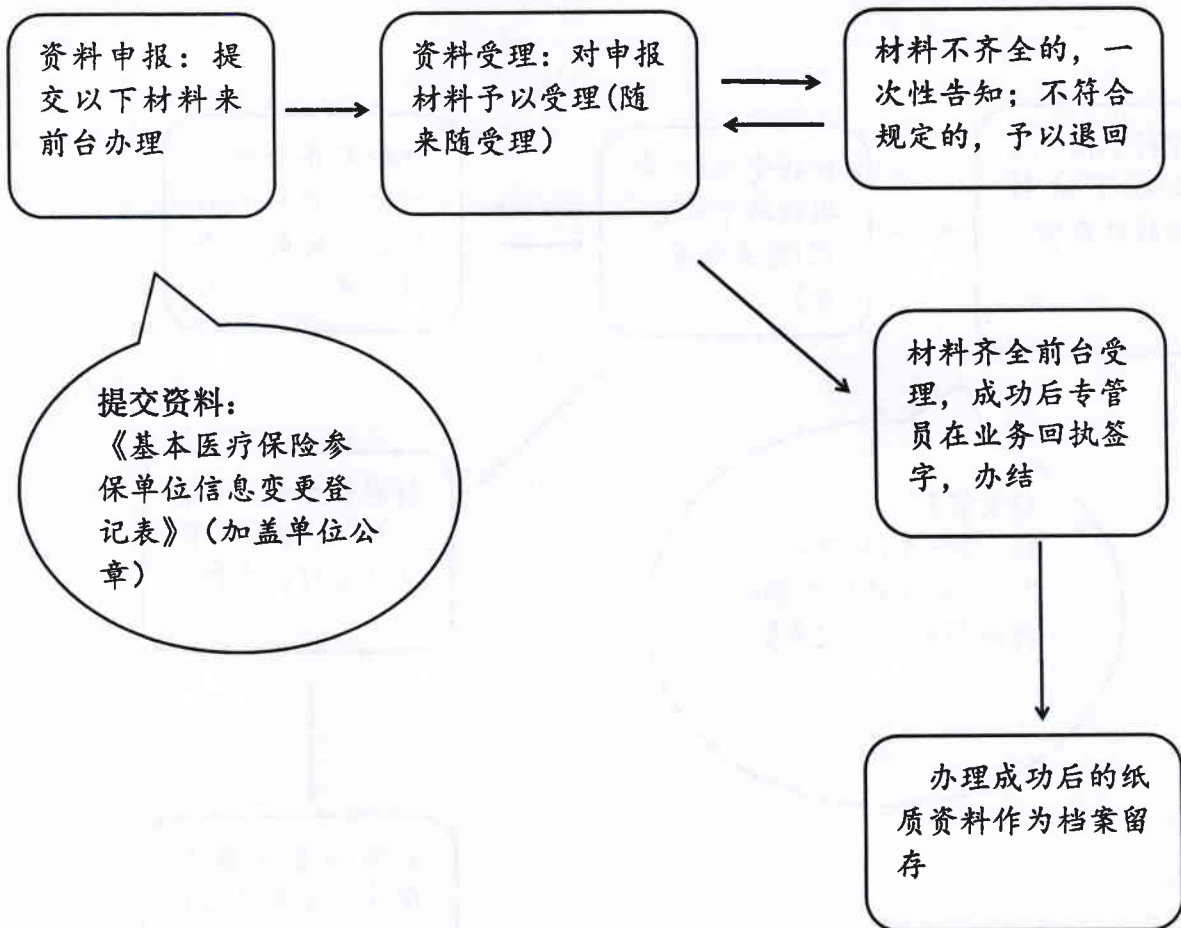 资料申报：提
交以下材料来
前台办理
资料受理：对申报
材料予以受理(随
来随受理)
材料不齐全的，一
次性告知；不符合
规定的，予以退回
提交资料：
《基本医疗保险参
保单位信息变更登
记表》（加盖单位公
章）
材料齐全前台受
理，成功后专管
员在业务回执签
字，办结
办理成功后的纸
质资料作为档案留
存